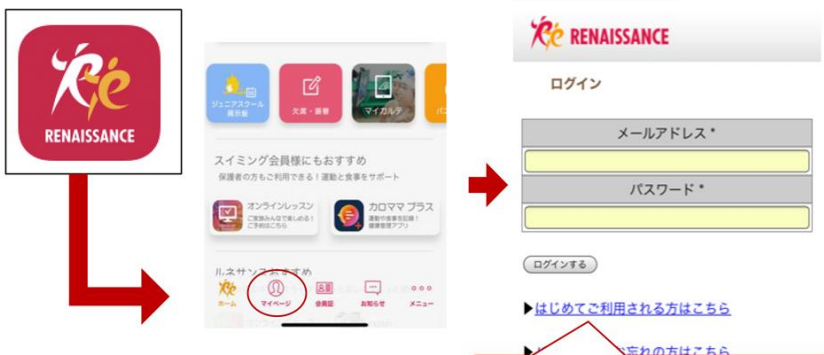 RENAISSANCE
ジュニアスクール
掲示板
欠席・振替
マイカルテ
スイミング会員様にもおすすめ
保護者の方もご利用できる!運動と食事をサポート
オンラインレッスン
ご家族みんなで楽しめる!
ご予約はこちら
カロママ プラス
運動や食事を記録!
健康管理アプリ
ルネサンスおすすめ
ホーム
マイページ
会員証
お知らせ
メニュー
RENAISSANCE
ログイン
メールアドレス *
パスワード *
ログインする
▶はじめてご利用される方はこちら
お忘れの方はこちら